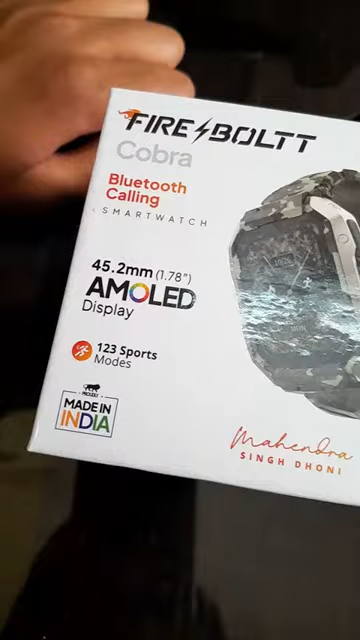 FIRE BOLTT
Cobra
Bluetooth
Calling
SMARTWATCH
45.2mm (1.78")
AMOLED
Display
123 Sports
Modes
PROUDLY
MADE IN
INDIA
Mahendra
SINGH DHONI